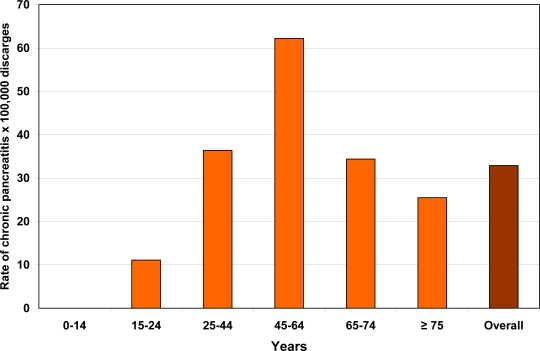 Rate of chronic pancreatitis x 100,000 discarges
70
60
50
40
30
20
10
0
0-14 15-24 25-44 45-64 65-74 ≥ 75 Overall
Years